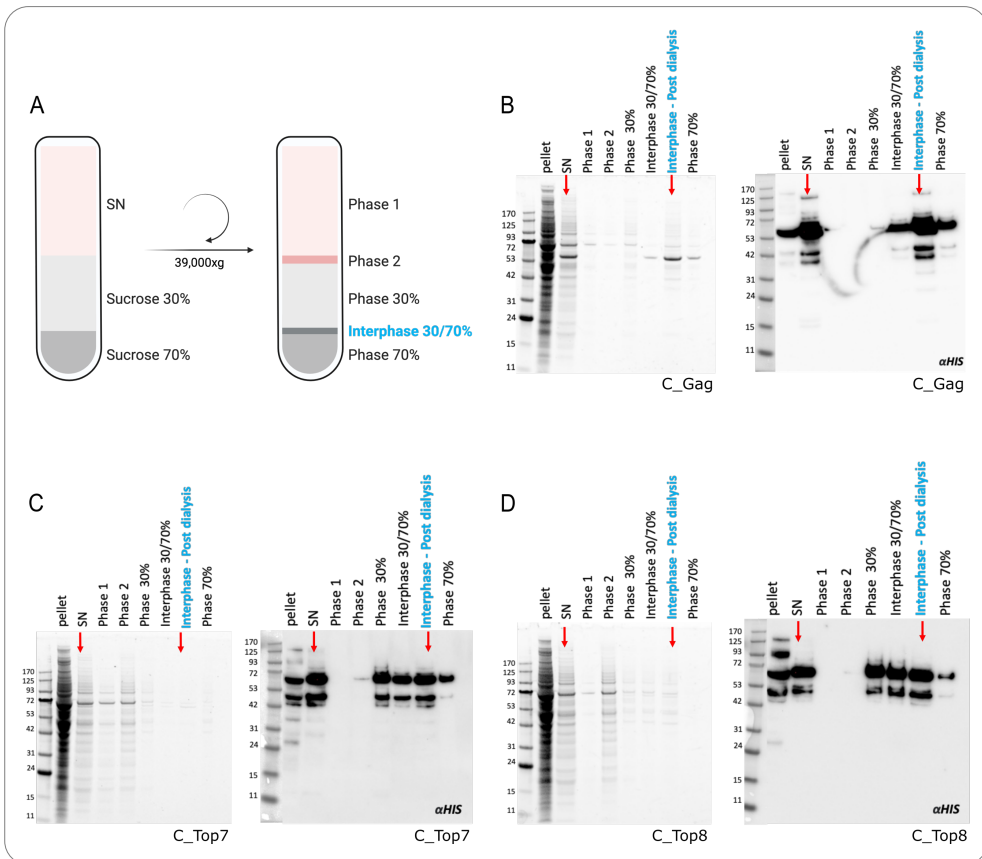 A
SN
39,000xg
Sucrose 30%
Sucrose 70%
Phase 1
Phase 2
Phase 30%
Interphase 30/70%
Phase 70%
B
pellet
SN
Phase 1
Phase 2
Phase 30%
Interphase 30/70%
Interphase - Post dialysis
Phase 70%
170
125
93
72
53
42
31
24
15
11
C_Gag
pellet
SN
Phase 1
Phase 2
Phase 30%
Interphase 30/70%
Interphase - Post dialysis
Phase 70%
170
125
93
72
53
42
31
24
15
11
αHIS
C_Gag
C
pellet
SN
Phase 1
Phase 2
Phase 30%
Interphase 30/70%
Interphase - Post dialysis
Phase 70%
170
125
93
72
53
42
31
24
15
11
C_Top7
pellet
SN
Phase 1
Phase 2
Phase 30%
Interphase 30/70%
Interphase - Post dialysis
Phase 70%
170
125
93
72
53
42
31
24
15
11
αHIS
C_Top7
D
pellet
SN
Phase 1
Phase 2
Phase 30%
Interphase 30/70%
Interphase - Post dialysis
Phase 70%
170
125
93
72
53
42
31
24
15
11
C_Top8
pellet
SN
Phase 1
Phase 2
Phase 30%
Interphase 30/70%
Interphase - Post dialysis
Phase 70%
170
125
93
72
53
42
31
24
15
11
αHIS
C_Top8